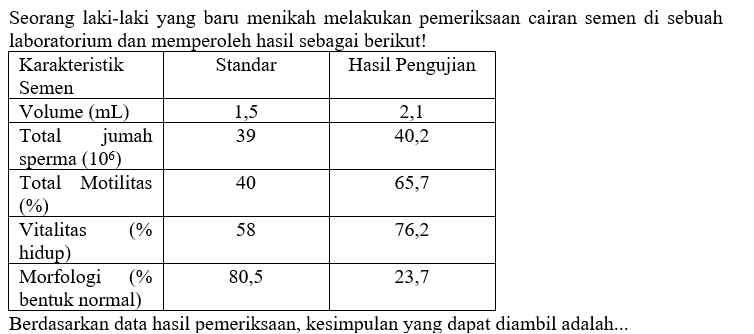 Seorang laki-laki yang baru menikah melakukan pemeriksaan cairan semen di sebuah
laboratorium dan memperoleh hasil sebagai berikut!
Karakteristik Semen | Standar | Hasil Pengujian
Volume (mL) | 1,5 | 2,1
Total jumah sperma (10⁶) | 39 | 40,2
Total Motilitas (%) | 40 | 65,7
Vitalitas (% hidup) | 58 | 76,2
Morfologi (% bentuk normal) | 80,5 | 23,7
Berdasarkan data hasil pemeriksaan, kesimpulan yang dapat diambil adalah...